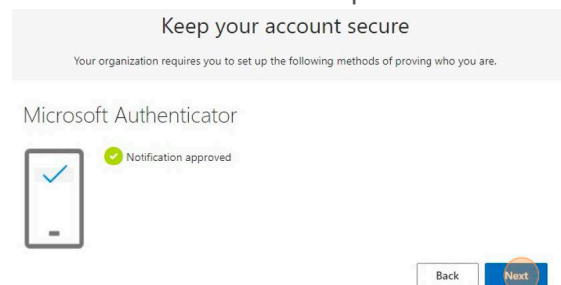 Keep your account secure
Your organization requires you to set up the following methods of proving who you are.
Microsoft Authenticator
Notification approved
Back Next